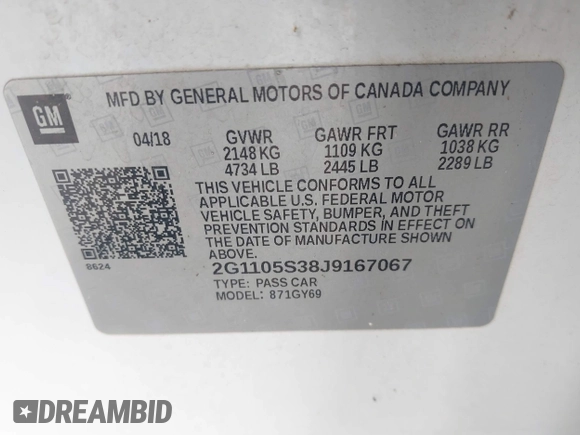 GM
MFD BY GENERAL MOTORS OF CANADA COMPANY
04/18 GVWR GAWR FRT GAWR RR
2148 KG 1109 KG 1038 KG
4734 LB 2445 LB 2289 LB
THIS VEHICLE CONFORMS TO ALL
APPLICABLE U.S. FEDERAL MOTOR
VEHICLE SAFETY, BUMPER, AND THEFT
PREVENTION STANDARDS IN EFFECT ON
THE DATE OF MANUFACTURE SHOWN
ABOVE.
8624
2G1105S38J9167067
TYPE: PASS CAR
MODEL: 871GY69
DREAMBID